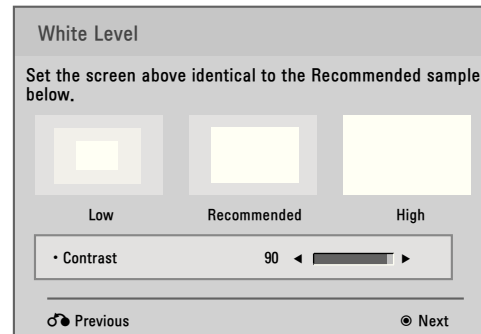 White Level
Set the screen above identical to the Recommended sample
below.
Low Recommended High
• Contrast 90 ◄ ►
Previous ◉ Next